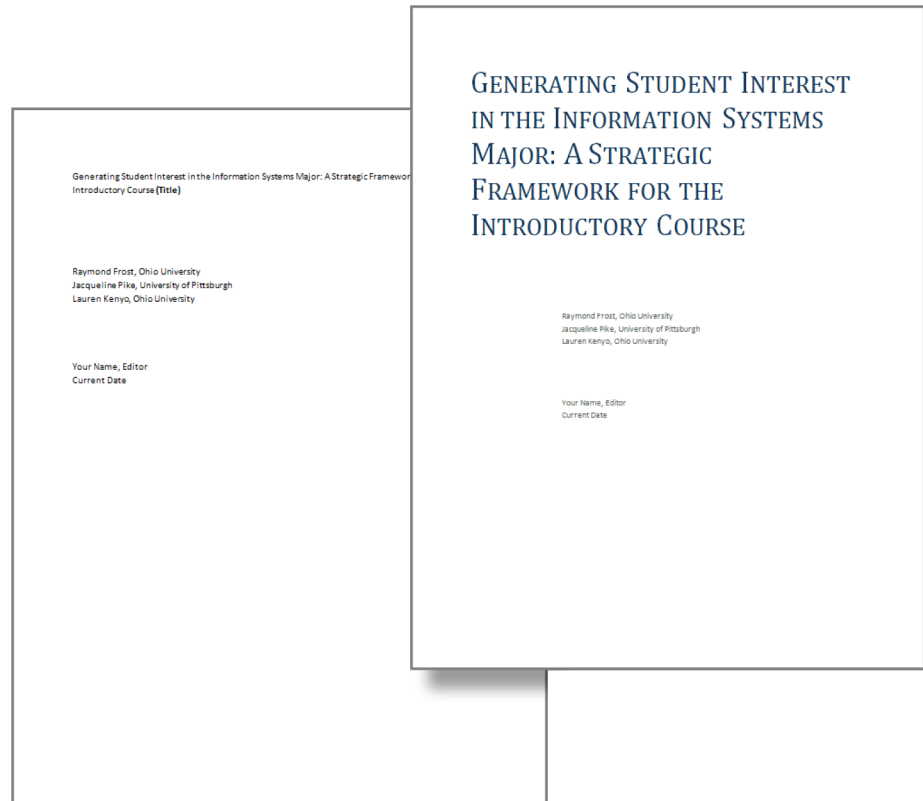 Generating Student Interest in the Information Systems Major: A Strategic
Introductory Course (Title)
Raymond Frost, Ohio University
Jacqueline Pike, University of Pittsburgh
Lauren Kenyo, Ohio University
Your Name, Editor
Current Date
GENERATING STUDENT INTEREST
IN THE INFORMATION SYSTEMS
MAJOR: A STRATEGIC
FRAMEWORK FOR THE
INTRODUCTORY COURSE
Raymond Frost, Ohio University
Jacqueline Pike, University of Pittsburgh
Lauren Kenyo, Ohio University
Your Name, Editor
Current Date